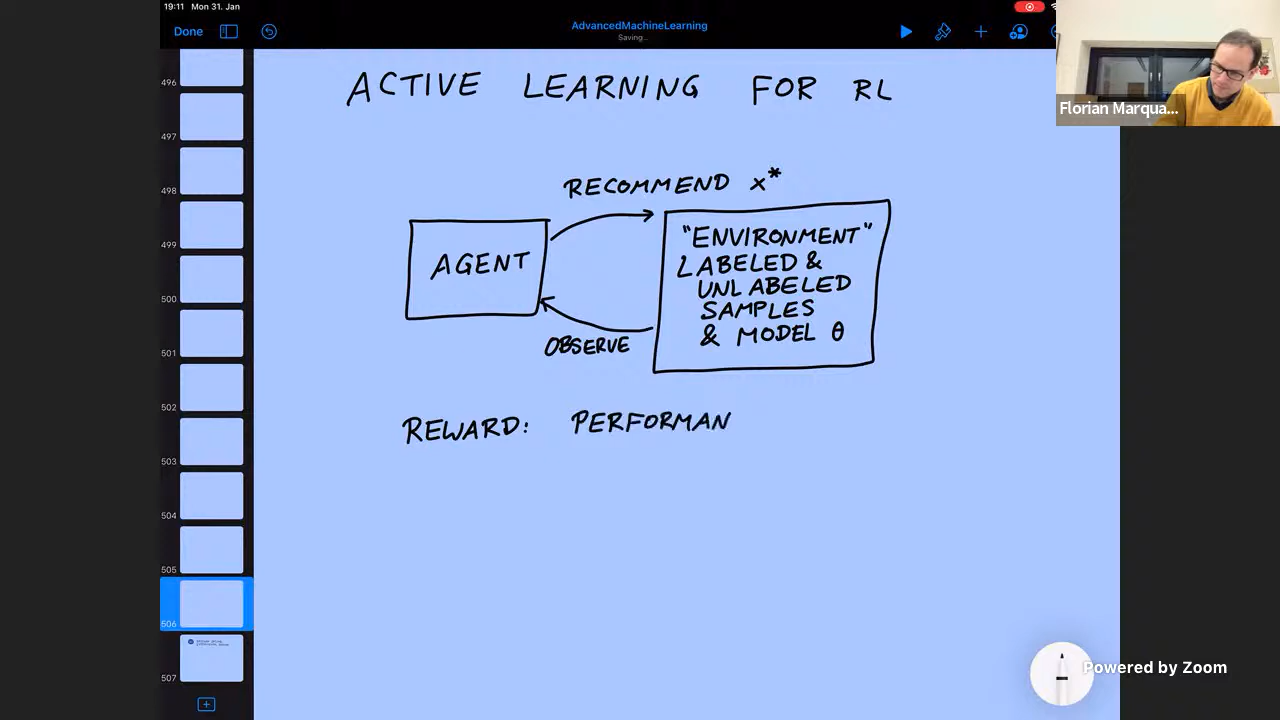 19:11 Mon 31. Jan
Done
AdvancedMachineLearning
Saving...
Florian Marqua...
ACTIVE LEARNING FOR RL
RECOMMEND x*
AGENT
"ENVIRONMENT"
LABELED &
UNLABELED
SAMPLES
& MODEL θ
OBSERVE
REWARD: PERFORMAN
496
497
498
499
500
501
502
503
504
505
506
507
Powered by Zoom